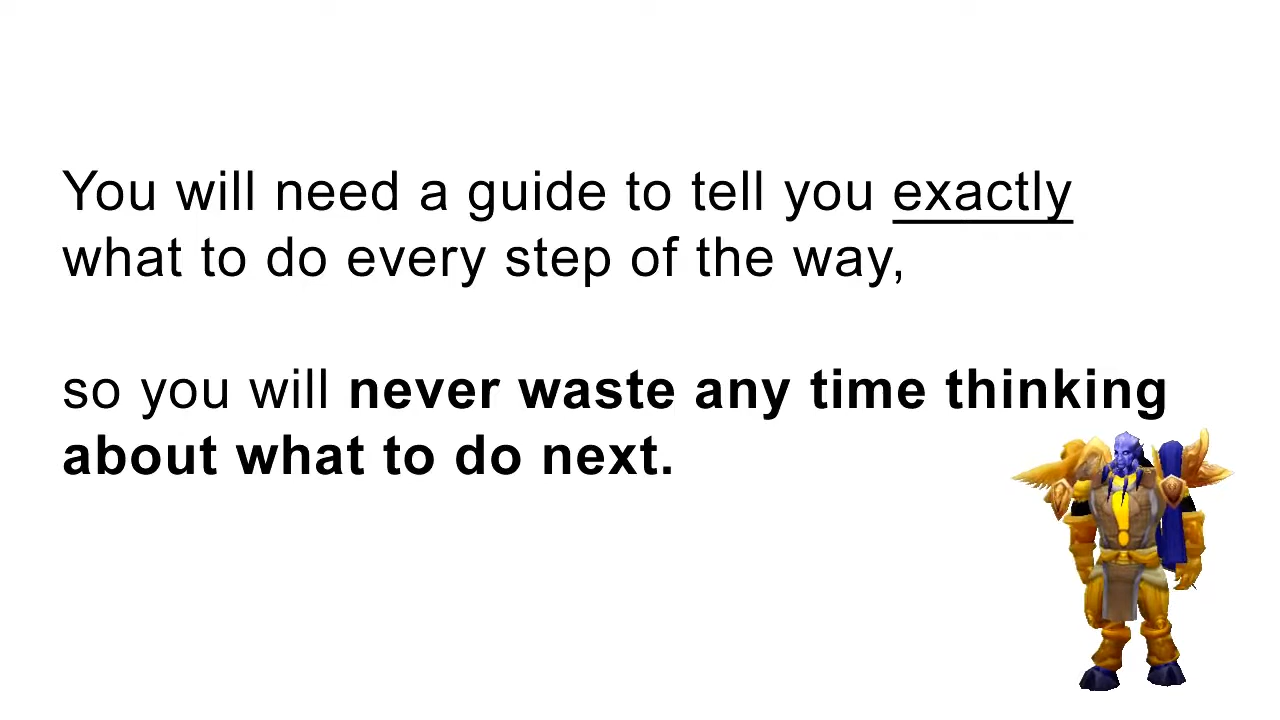 You will need a guide to tell you exactly
what to do every step of the way,
so you will never waste any time thinking
about what to do next.